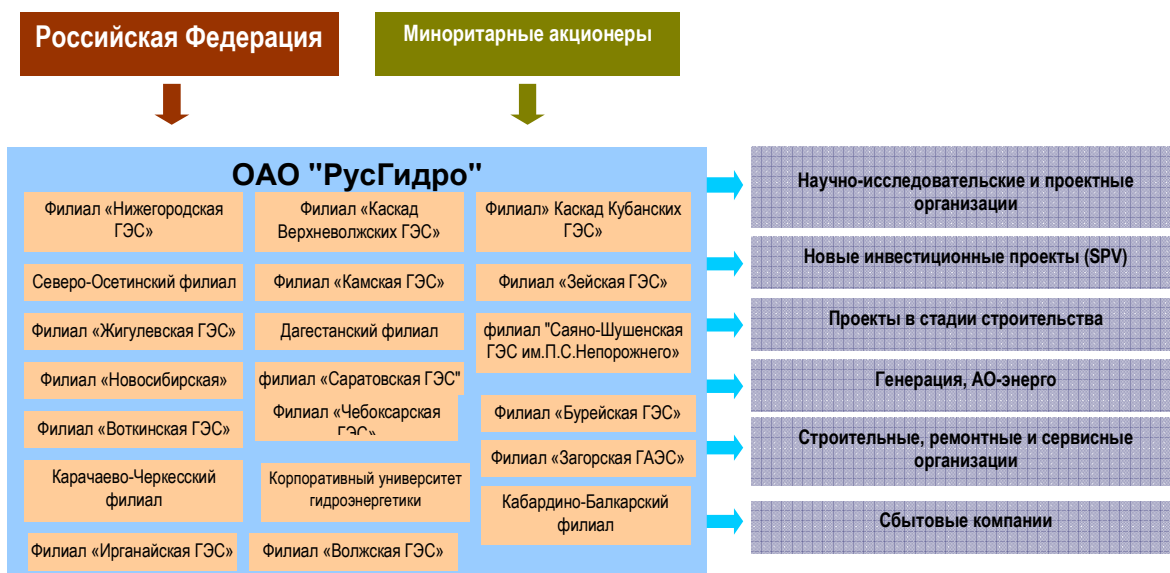 Российская Федерация
Миноритарные акционеры
ОАО "РусГидро"
Филиал «Нижегородская
ГЭС»
Филиал «Каскад
Верхневолжских ГЭС»
Филиал» Каскад Кубанских
ГЭС»
Северо-Осетинский филиал
Филиал «Камская ГЭС»
Филиал «Зейская ГЭС»
Филиал «Жигулевская ГЭС»
Дагестанский филиал
филиал "Саяно-Шушенская
ГЭС им.П.С.Непорожнего»
Филиал «Новосибирская»
филиал «Саратовская ГЭС"
Филиал «Чебоксарская
ГЭС»
Филиал «Бурейская ГЭС»
Филиал «Воткинская ГЭС»
Филиал «Загорская ГАЭС»
Карачаево-Черкесский
филиал
Корпоративный университет
гидроэнергетики
Кабардино-Балкарский
филиал
Филиал «Ирганайская ГЭС»
Филиал «Волжская ГЭС»
Научно-исследовательские и проектные
организации
Новые инвестиционные проекты (SPV)
Проекты в стадии строительства
Генерация, АО-энерго
Строительные, ремонтные и сервисные
организации
Сбытовые компании